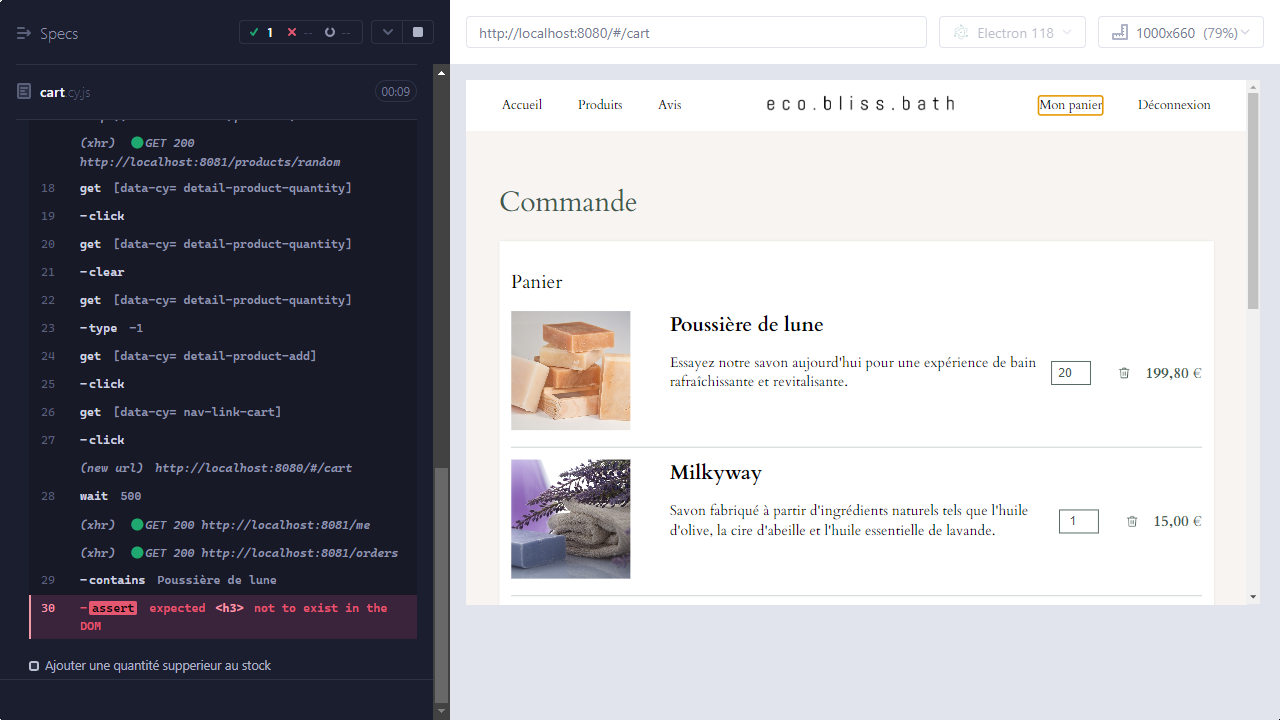 Specs
1
--
--
cart.cy.js
00:09
(xhr) GET 200
http://localhost:8081/products/random
18 get [data-cy= detail-product-quantity]
19 -click
20 get [data-cy= detail-product-quantity]
21 -clear
22 get [data-cy= detail-product-quantity]
23 -type -1
24 get [data-cy= detail-product-add]
25 -click
26 get [data-cy= nav-link-cart]
27 -click
(new url) http://localhost:8080/#/cart
28 wait 500
(xhr) GET 200 http://localhost:8081/me
(xhr) GET 200 http://localhost:8081/orders
29 -contains Poussière de lune
30 -assert expected <h3> not to exist in the
DOM
Ajouter une quantité supperieur au stock
http://localhost:8080/#/cart
Electron 118
1000x660 (79%)
Accueil
Produits
Avis
eco.bliss.bath
Mon panier
Déconnexion
Commande
Panier
Poussière de lune
Essayez notre savon aujourd'hui pour une expérience de bain
rafraîchissante et revitalisante.
20
199,80 €
Milkyway
Savon fabriqué à partir d'ingrédients naturels tels que l'huile
d'olive, la cire d'abeille et l'huile essentielle de lavande.
1
15,00 €